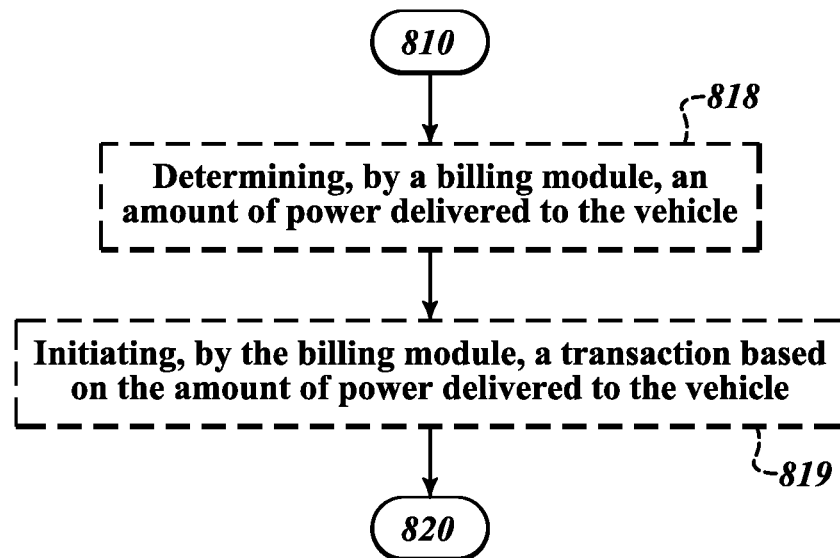 810
818
Determining, by a billing module, an
amount of power delivered to the vehicle
Initiating, by the billing module, a transaction based
on the amount of power delivered to the vehicle
819
820